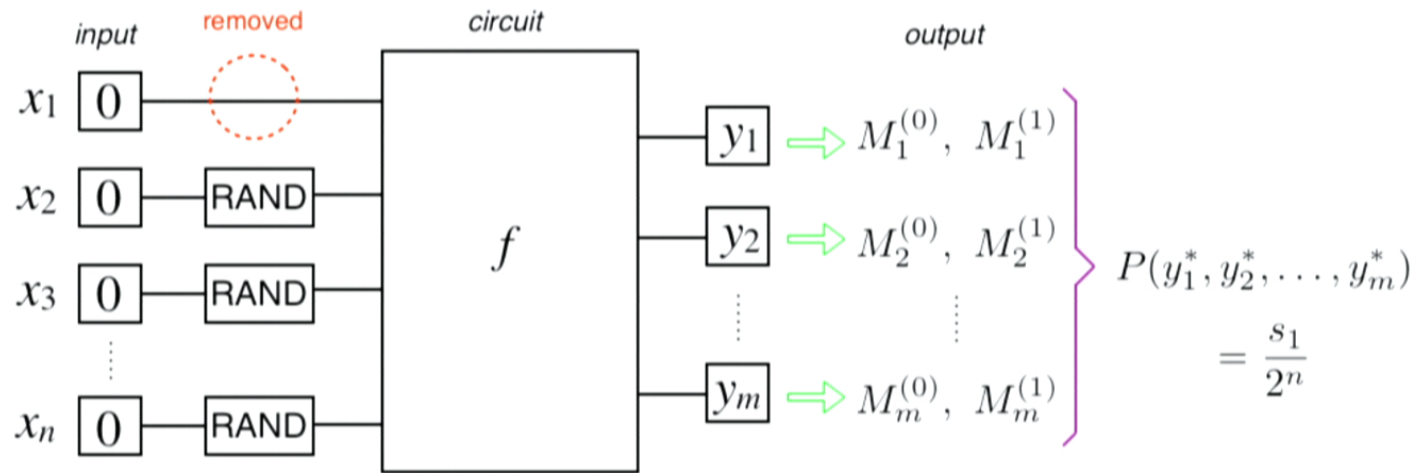 input removed circuit output
x₁ 0 y₁ M₁⁽⁰⁾, M₁⁽¹⁾
x₂ 0 RAND f y₂ M₂⁽⁰⁾, M₂⁽¹⁾
x₃ 0 RAND P(y₁*, y₂*, . . . , yₘ*)
= s₁/2ⁿ
xₙ 0 RAND yₘ Mₘ⁽⁰⁾, Mₘ⁽¹⁾